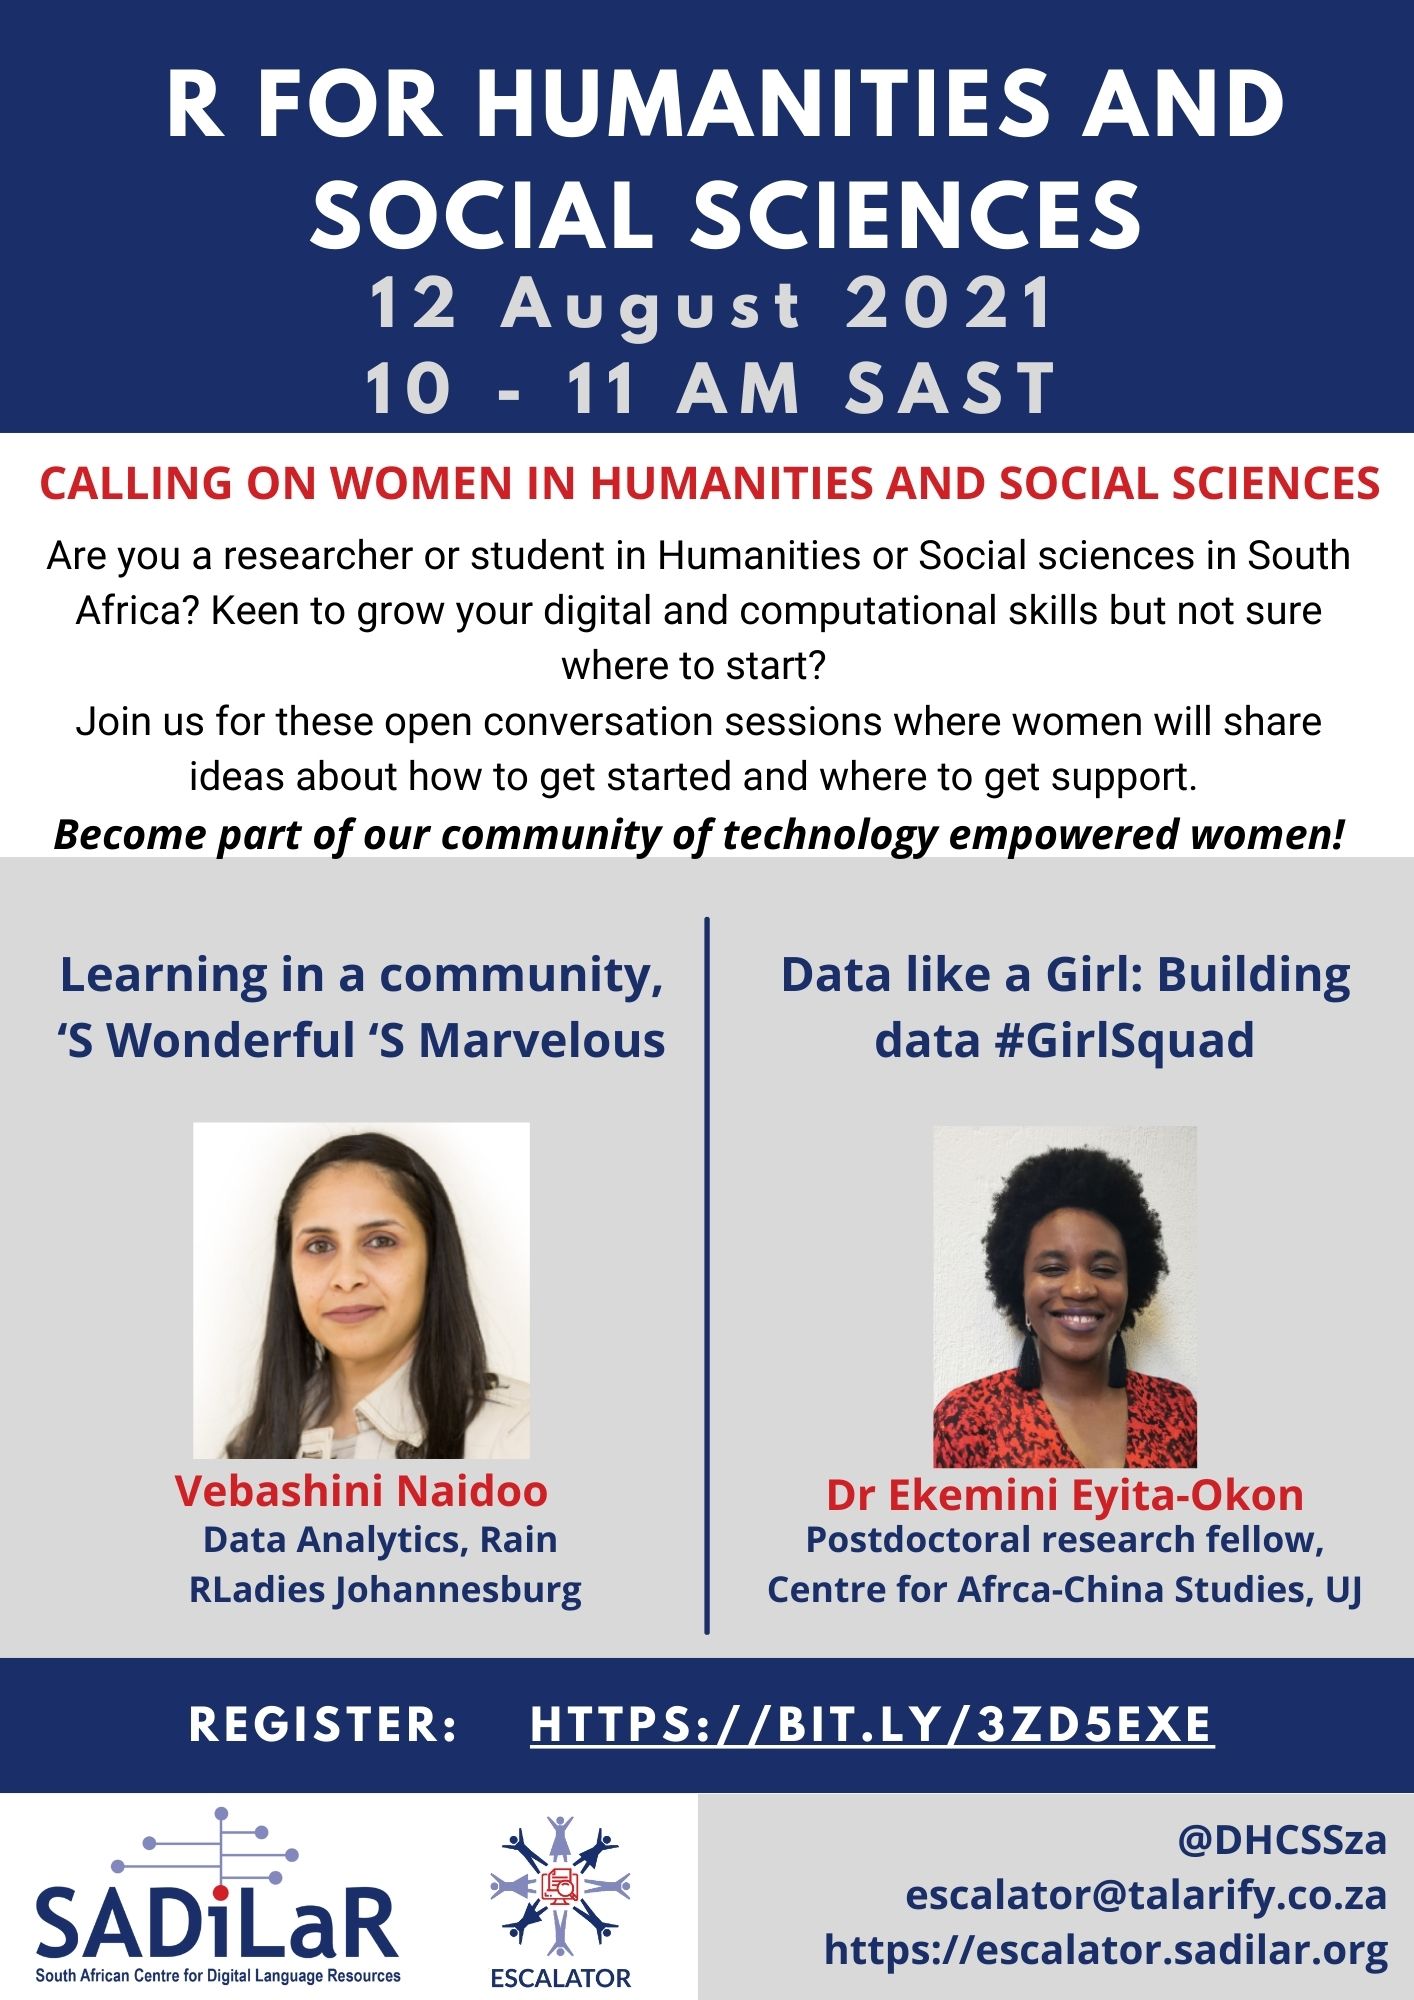 R FOR HUMANITIES AND
SOCIAL SCIENCES
12 August 2021
10 - 11 AM SAST
CALLING ON WOMEN IN HUMANITIES AND SOCIAL SCIENCES
Are you a researcher or student in Humanities or Social sciences in South
Africa? Keen to grow your digital and computational skills but not sure
where to start?
Join us for these open conversation sessions where women will share
ideas about how to get started and where to get support.
Become part of our community of technology empowered women!
Learning in a community,
‘S Wonderful ‘S Marvelous
Vebashini Naidoo
Data Analytics, Rain
RLadies Johannesburg
Data like a Girl: Building
data #GirlSquad
Dr Ekemini Eyita-Okon
Postdoctoral research fellow,
Centre for Afrca-China Studies, UJ
REGISTER: HTTPS://BIT.LY/3ZD5EXE
SADiLaR
South African Centre for Digital Language Resources
ESCALATOR
@DHCSSza
escalator@talarify.co.za
https://escalator.sadilar.org